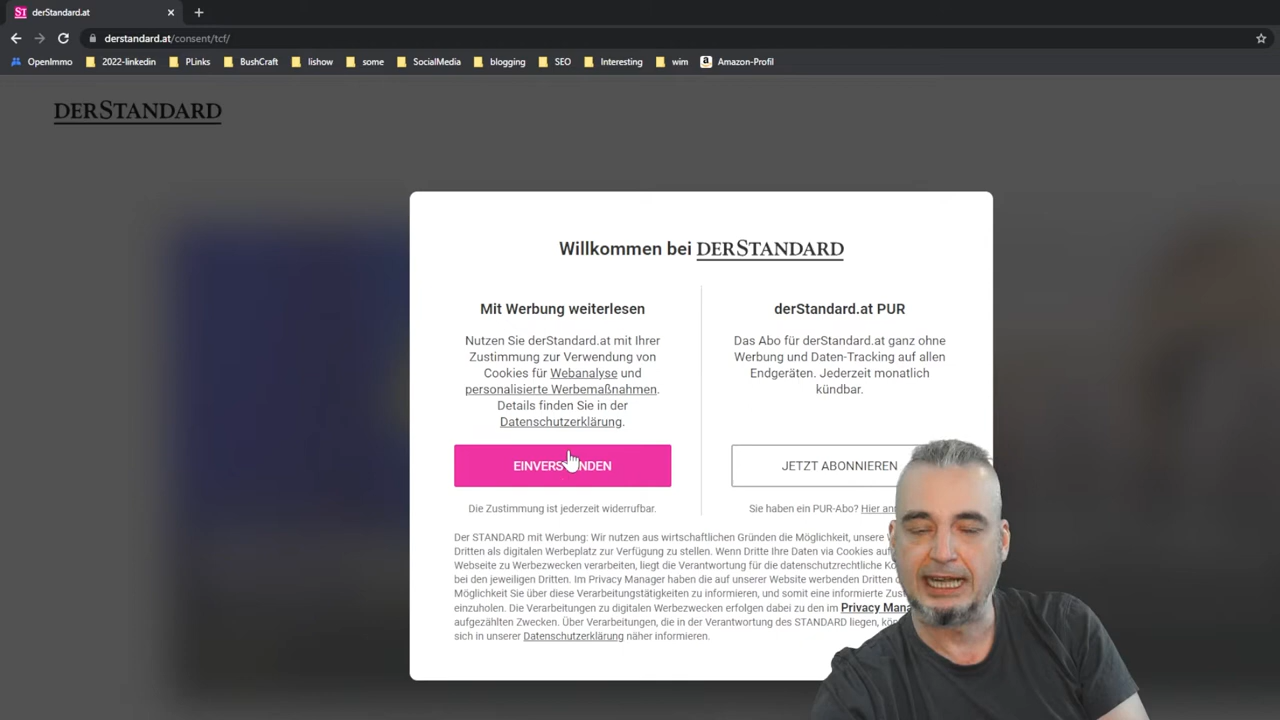 derStandard.at
derstandard.at/consent/tcf/
OpenImmo 2022-linkedin PLinks BushCraft lishow some SocialMedia blogging SEO Interesting wim Amazon-Profil
DERSTANDARD
Willkommen bei DERSTANDARD
Mit Werbung weiterlesen
Nutzen Sie derStandard.at mit Ihrer
Zustimmung zur Verwendung von
Cookies für Webanalyse und
personalisierte Werbemaßnahmen.
Details finden Sie in der
Datenschutzerklärung.
Die Zustimmung ist jederzeit widerrufbar.
derStandard.at PUR
Das Abo für derStandard.at ganz ohne
Werbung und Daten-Tracking auf allen
Endgeräten. Jederzeit monatlich
kündbar.
JETZT ABONNIEREN
Sie haben ein PUR-Abo? Hier
Der STANDARD mit Werbung: Wir nutzen aus wirtschaftlichen Gründen die Möglichkeit, unsere
Dritten als digitalen Werbeplatz zur Verfügung zu stellen. Wenn Dritte Ihre Daten via Cookies
Webseite zu Werbezwecken verarbeiten, liegt die Verantwortung für die datenschutzrechtliche
bei den jeweiligen Dritten. Im Privacy Manager haben die auf unserer Website werbenden Dritten
Möglichkeit Sie über diese Verarbeitungstätigkeiten zu informieren, und somit eine informierte
einzuholen. Die Verarbeitungen zu digitalen Werbezwecken erfolgen dabei zu den im Privacy
aufgezählten Zwecken. Über Verarbeitungen, die in der Verantwortung des STANDARD liegen,
sich in unserer Datenschutzerklärung näher informieren.